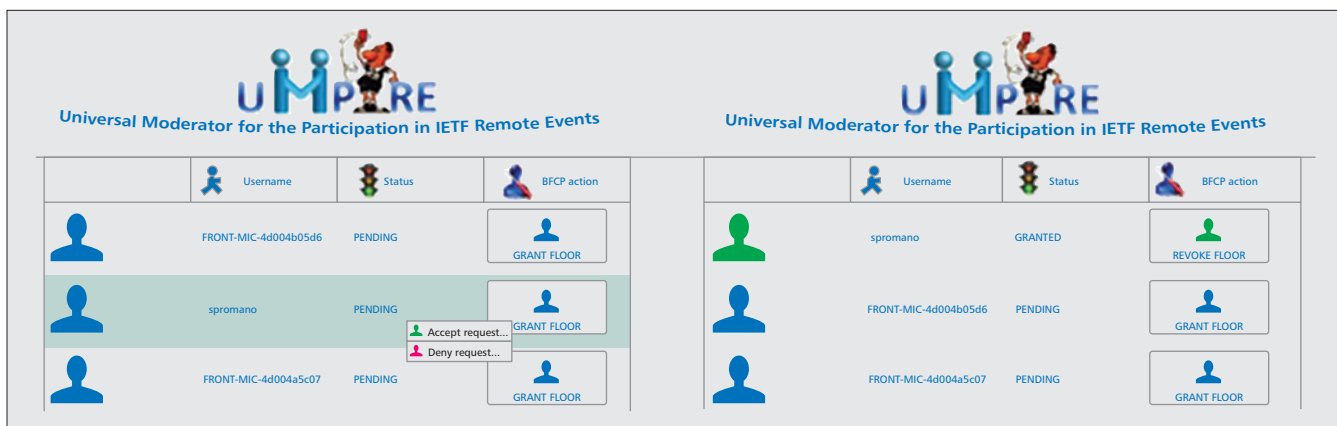 UMPIRE
Universal Moderator for the Participation in IETF Remote Events
Username Status BFCP action
FRONT-MIC-4d004b05d6 PENDING GRANT FLOOR
spromano PENDING GRANT FLOOR
Accept request...
Deny request...
FRONT-MIC-4d004a5c07 PENDING GRANT FLOOR
UMPIRE
Universal Moderator for the Participation in IETF Remote Events
Username Status BFCP action
spromano GRANTED REVOKE FLOOR
FRONT-MIC-4d004b05d6 PENDING GRANT FLOOR
FRONT-MIC-4d004a5c07 PENDING GRANT FLOOR